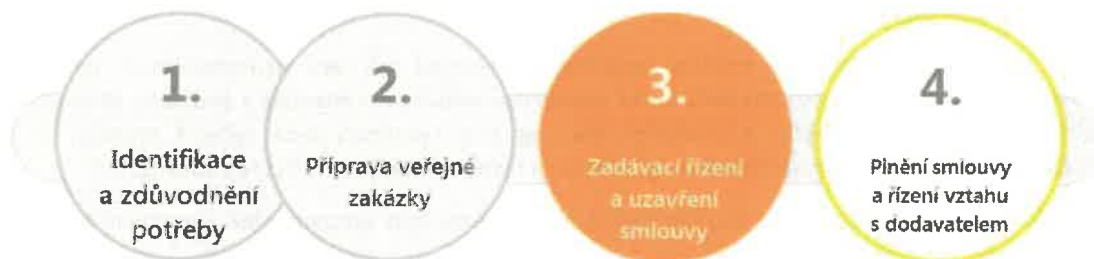 1.
Identifikace
a zdůvodnění
potřeby
2.
Příprava veřejné
zakázky
3.
Zadávací řízení
a uzavření
smlouvy
4.
Plnění smlouvy
a řízení vztahu
s dodavatelem